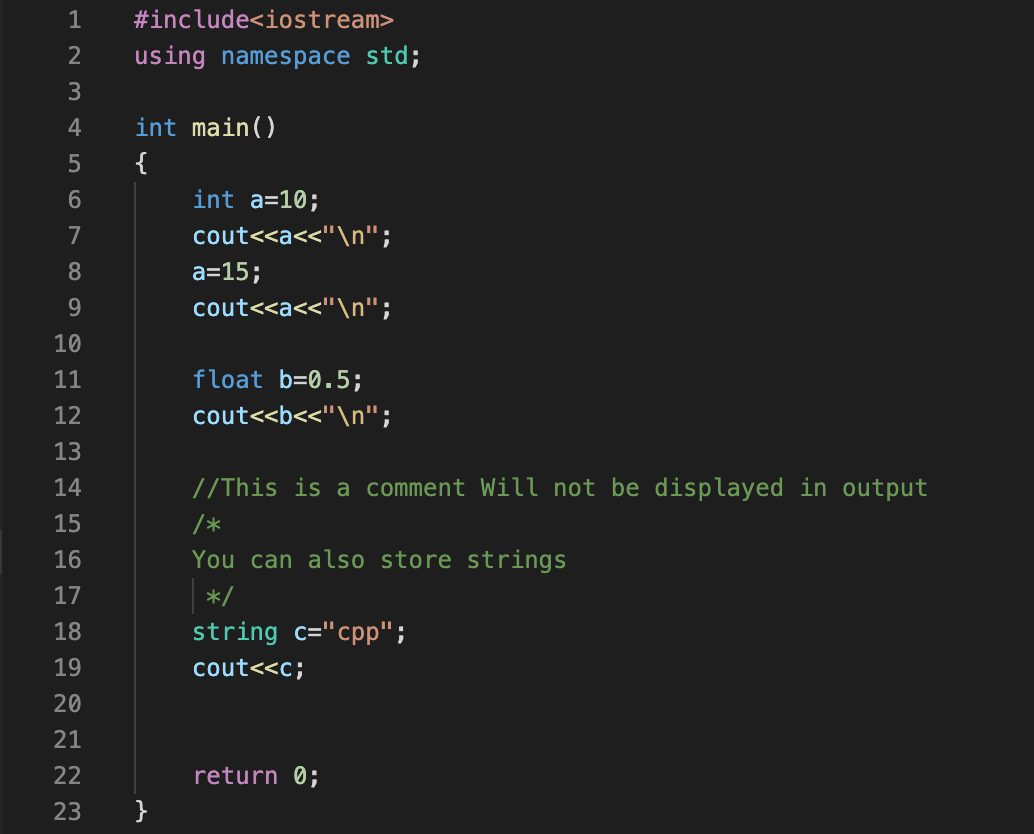 1 #include<iostream>
2 using namespace std;
3
4 int main()
5 {
6     int a=10;
7     cout<<a<<"\n";
8     a=15;
9     cout<<a<<"\n";
10
11     float b=0.5;
12     cout<<b<<"\n";
13
14     //This is a comment Will not be displayed in output
15     /*
16     You can also store strings
17      */
18     string c="cpp";
19     cout<<c;
20
21
22     return 0;
23 }